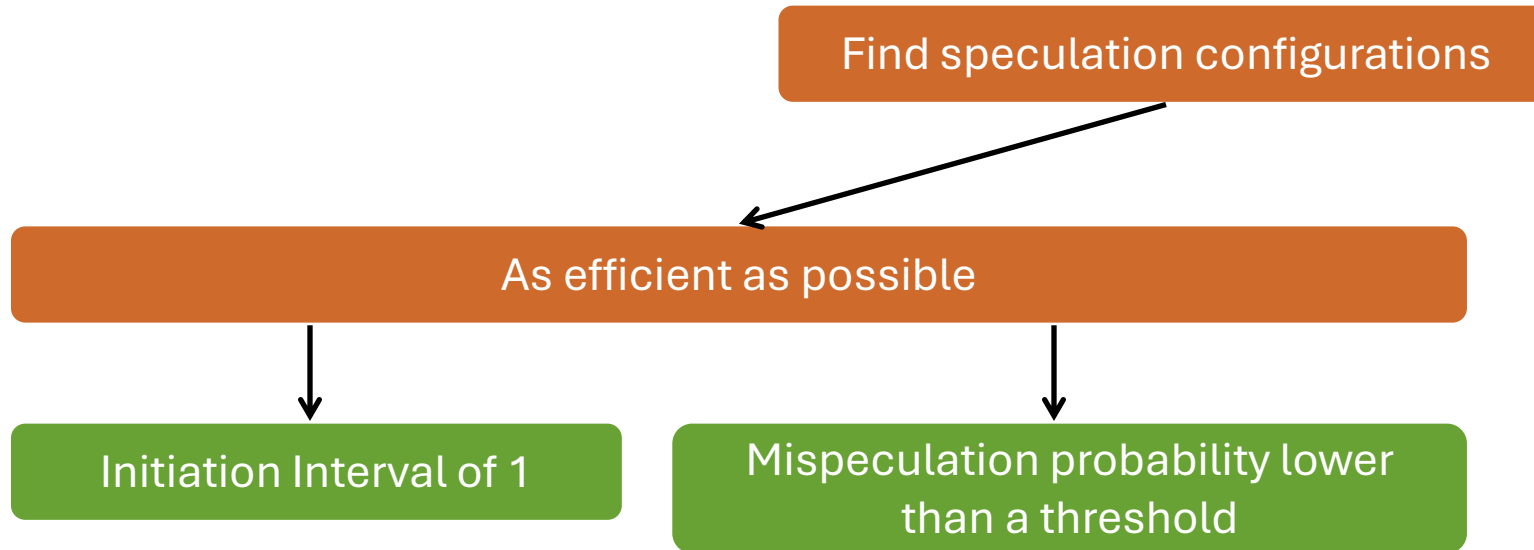 Find speculation configurations
As efficient as possible
Initiation Interval of 1
Mispeculation probability lower
than a threshold